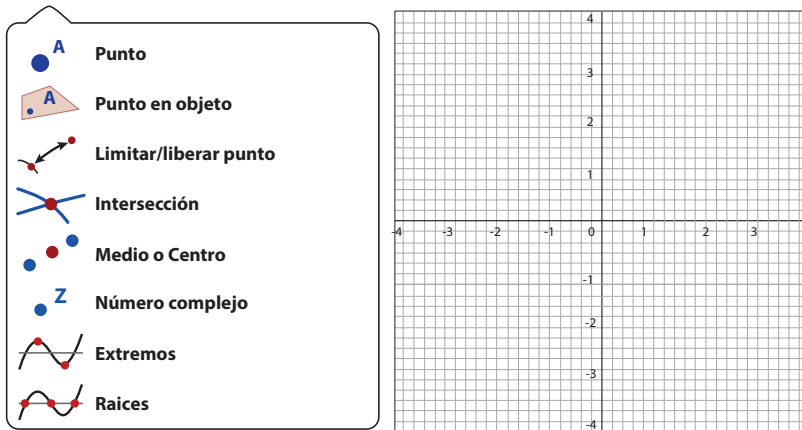 A
Punto
A
Punto en objeto
Limitar/liberar punto
Intersección
Medio o Centro
Z
Número complejo
Extremos
Raices
4
3
2
1
-4 -3 -2 -1 0 1 2 3
-1
-2
-3
-4